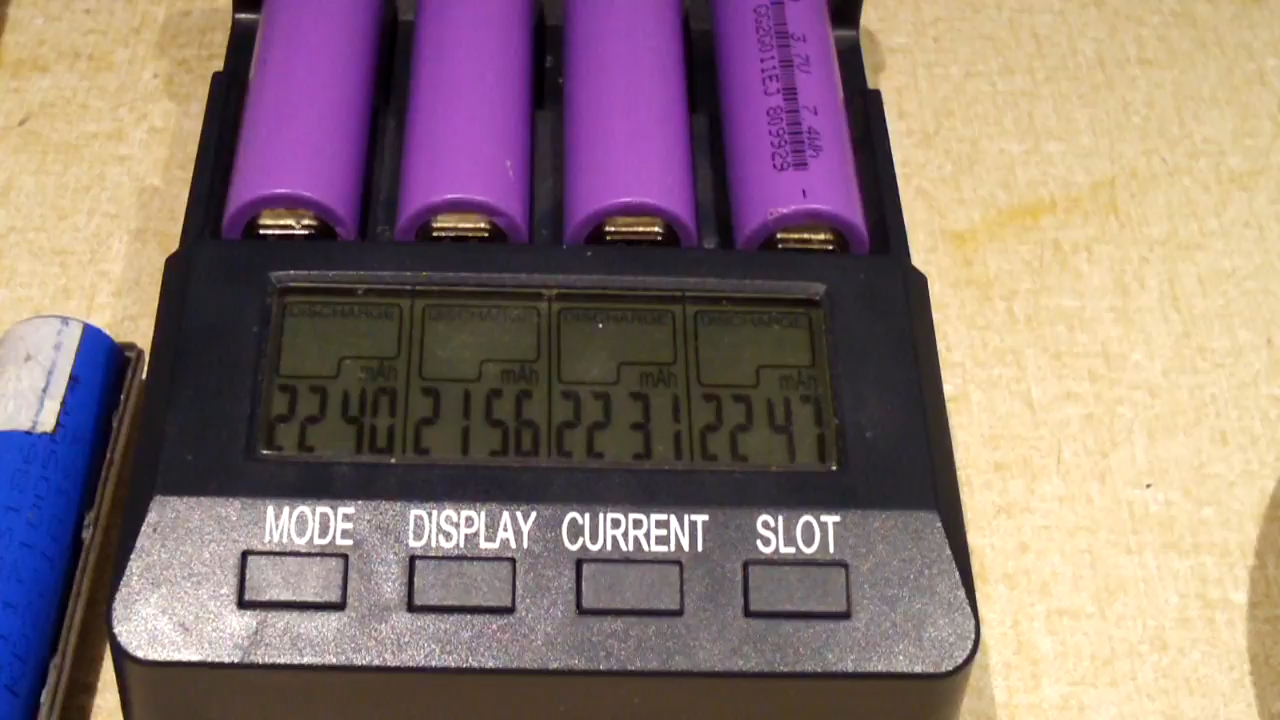 3.7V 7.4Wh -
809929
DISCHARGE DISCHARGE DISCHARGE DISCHARGE
mAh mAh mAh mAh
2240 2156 2231 2247
MODE DISPLAY CURRENT SLOT